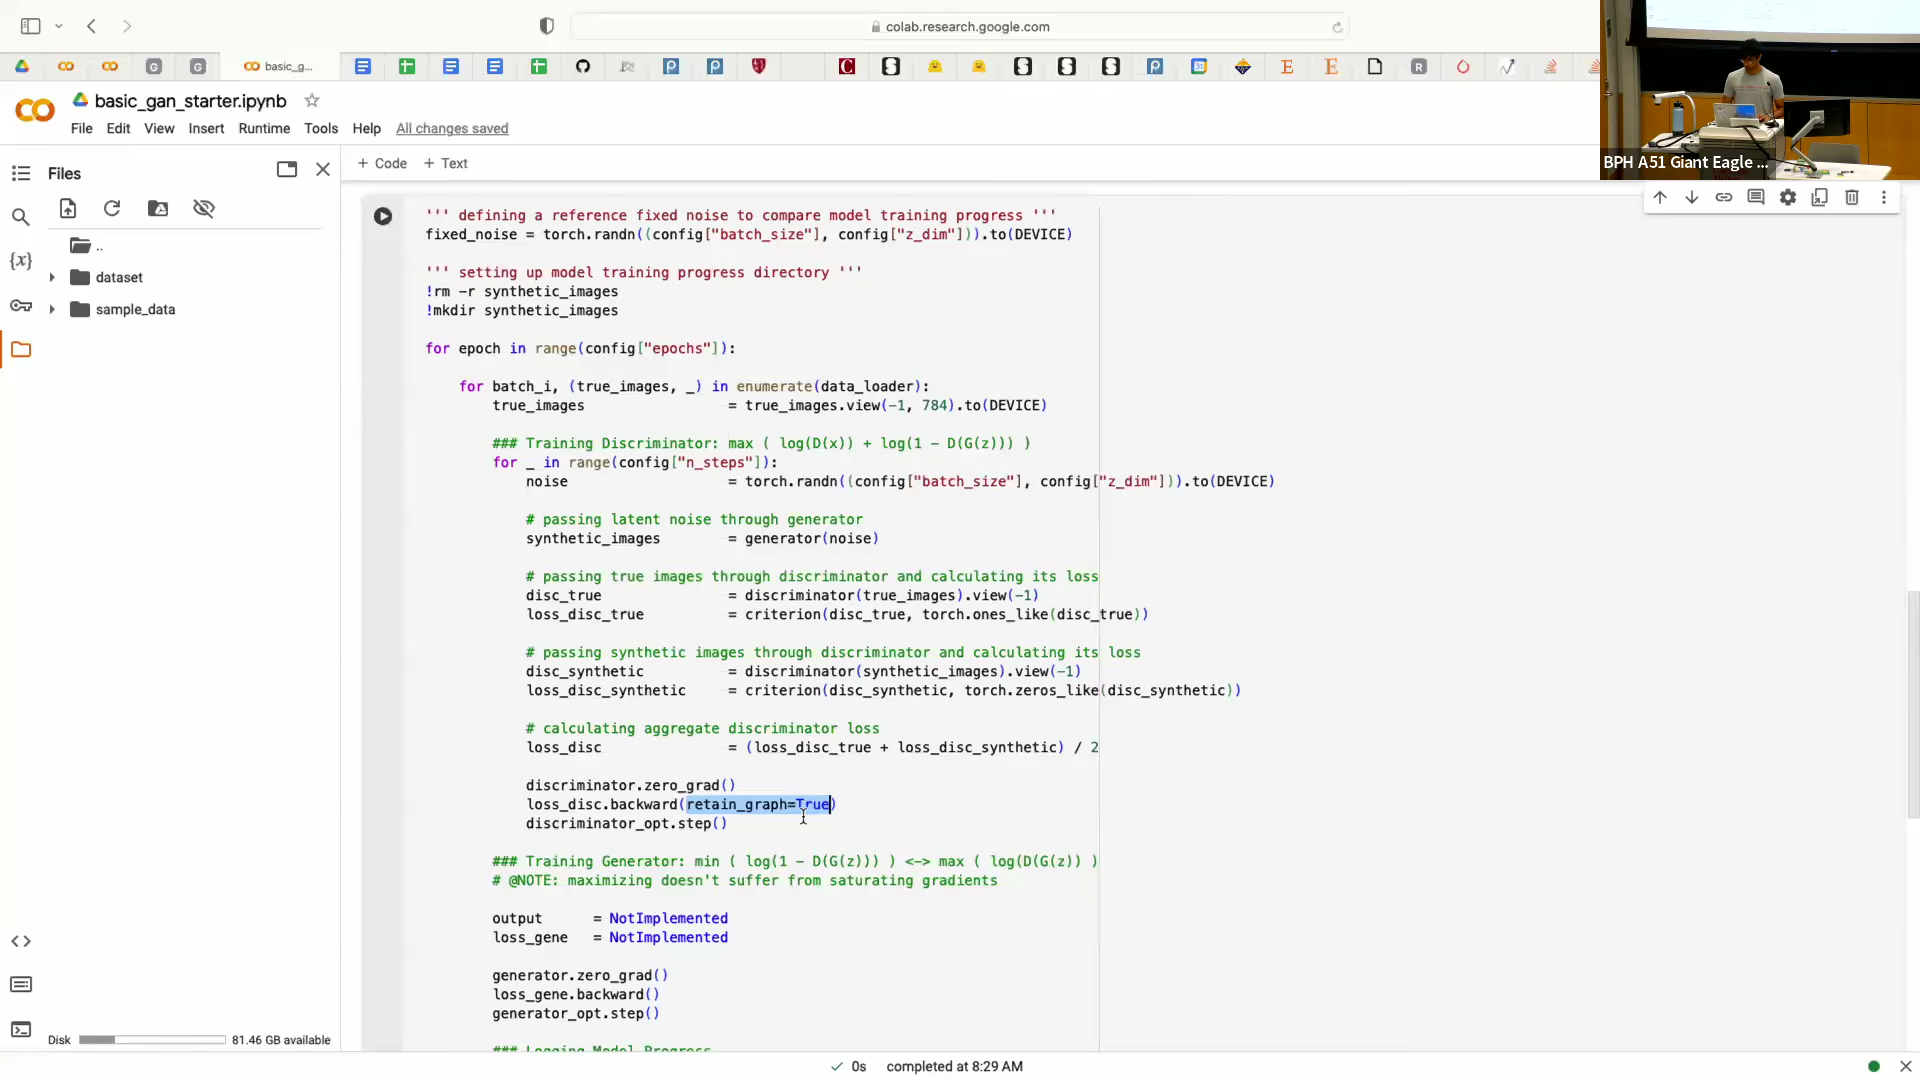 colab.research.google.com
basic_g...
basic_gan_starter.ipynb
File Edit View Insert Runtime Tools Help All changes saved
BPH A51 Giant Eagle ...
Files
+ Code + Text
..
dataset
sample_data
''' defining a reference fixed noise to compare model training progress '''
fixed_noise = torch.randn((config["batch_size"], config["z_dim"])).to(DEVICE)
''' setting up model training progress directory '''
!rm -r synthetic_images
!mkdir synthetic_images
for epoch in range(config["epochs"]):
for batch_i, (true_images, _) in enumerate(data_loader):
true_images = true_images.view(-1, 784).to(DEVICE)
### Training Discriminator: max ( log(D(x)) + log(1 - D(G(z))) )
for _ in range(config["n_steps"]):
noise = torch.randn((config["batch_size"], config["z_dim"])).to(DEVICE)
# passing latent noise through generator
synthetic_images = generator(noise)
# passing true images through discriminator and calculating its loss
disc_true = discriminator(true_images).view(-1)
loss_disc_true = criterion(disc_true, torch.ones_like(disc_true))
# passing synthetic images through discriminator and calculating its loss
disc_synthetic = discriminator(synthetic_images).view(-1)
loss_disc_synthetic = criterion(disc_synthetic, torch.zeros_like(disc_synthetic))
# calculating aggregate discriminator loss
loss_disc = (loss_disc_true + loss_disc_synthetic) / 2
discriminator.zero_grad()
loss_disc.backward(retain_graph=True)
discriminator_opt.step()
### Training Generator: min ( log(1 - D(G(z))) ) <-> max ( log(D(G(z)) )
# @NOTE: maximizing doesn't suffer from saturating gradients
output = NotImplemented
loss_gene = NotImplemented
generator.zero_grad()
loss_gene.backward()
generator_opt.step()
### Logging Model Progress
Disk 81.46 GB available
0s completed at 8:29 AM